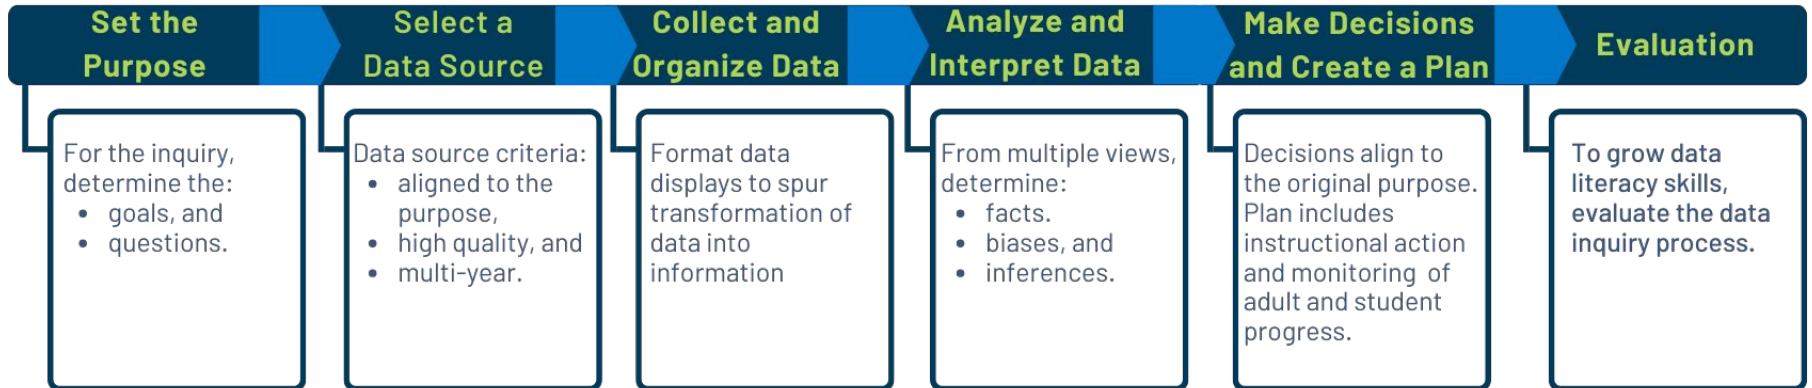 Set the
Purpose
Select a
Data Source
Collect and
Organize Data
Analyze and
Interpret Data
Make Decisions
and Create a Plan
Evaluation
For the inquiry,
determine the:
• goals, and
• questions.
Data source criteria:
• aligned to the
purpose,
• high quality, and
• multi-year.
Format data
displays to spur
transformation of
data into
information
From multiple views,
determine:
• facts.
• biases, and
• inferences.
Decisions align to
the original purpose.
Plan includes
instructional action
and monitoring of
adult and student
progress.
To grow data
literacy skills,
evaluate the data
inquiry process.